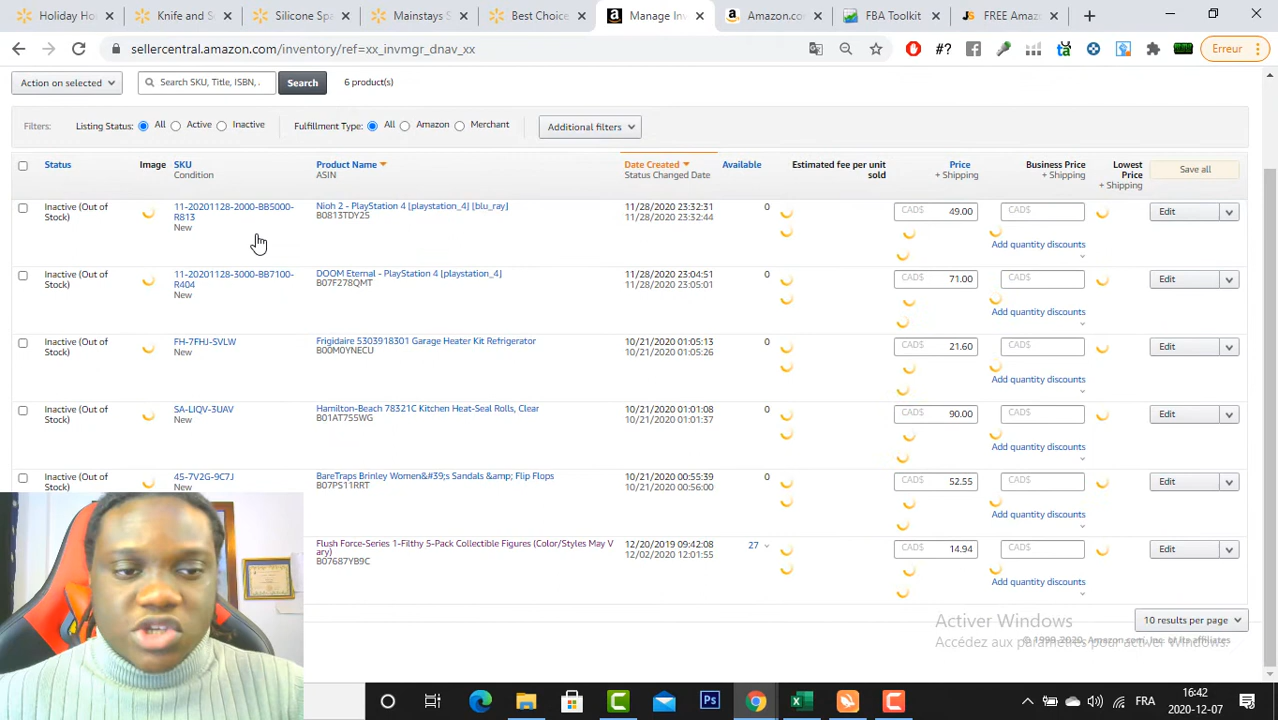 Holiday Ho
Knife and S
Silicone Spa
Mainstays S
Best Choice
Manage Inv
Amazon.co
FBA Toolkit
FREE Amaz
sellercentral.amazon.com/inventory/ref=xx_invmgr_dnav_xx
#?
Erreur
Action on selected
Search SKU, Title, ISBN, .
Search
6 product(s)
Filters:
Listing Status:
All
Active
Inactive
Fulfillment Type:
All
Amazon
Merchant
Additional filters
Status
Image
SKU
Condition
Product Name
ASIN
Date Created
Status Changed Date
Available
Estimated fee per unit
sold
Price
+ Shipping
Business Price
+ Shipping
Lowest
Price
+ Shipping
Save all
Inactive (Out of
Stock)
11-20201128-2000-BB5000-
R813
New
Nioh 2 - PlayStation 4 [playstation_4] [blu_ray]
B0813TDY25
11/28/2020 23:32:31
11/28/2020 23:32:44
0
CAD$ 49.00
CAD$
Add quantity discounts
Edit
Inactive (Out of
Stock)
11-20201128-3000-BB7100-
R404
New
DOOM Eternal - PlayStation 4 [playstation_4]
B07F278QMT
11/28/2020 23:04:51
11/28/2020 23:05:01
0
CAD$ 71.00
CAD$
Add quantity discounts
Edit
Inactive (Out of
Stock)
FH-7FHJ-SVLW
New
Frigidaire 5303918301 Garage Heater Kit Refrigerator
B00M0YNECU
10/21/2020 01:05:13
10/21/2020 01:05:26
0
CAD$ 21.60
CAD$
Add quantity discounts
Edit
Inactive (Out of
Stock)
SA-LIQV-3UAV
New
Hamilton-Beach 78321C Kitchen Heat-Seal Rolls, Clear
B01AT755WG
10/21/2020 01:01:08
10/21/2020 01:01:37
0
CAD$ 90.00
CAD$
Add quantity discounts
Edit
Inactive (Out of
Stock)
45-7V2G-9C7J
New
BareTraps Brinley Women&#39;s Sandals &amp; Flip Flops
B07PS11RRT
10/21/2020 00:55:39
10/21/2020 00:56:00
0
CAD$ 52.55
CAD$
Add quantity discounts
Edit
Flush Force-Series 1-Filthy 5-Pack Collectible Figures (Color/Styles May V
ary)
B07687YB9C
12/20/2019 09:42:08
12/02/2020 12:01:55
27
CAD$ 14.94
CAD$
Add quantity discounts
Edit
10 results per page
Activer Windows
Accédez aux paramètres pour activer Windows.
© 1999-2020, Amazon.com, Inc. or its affiliates
FRA
16:42
2020-12-07